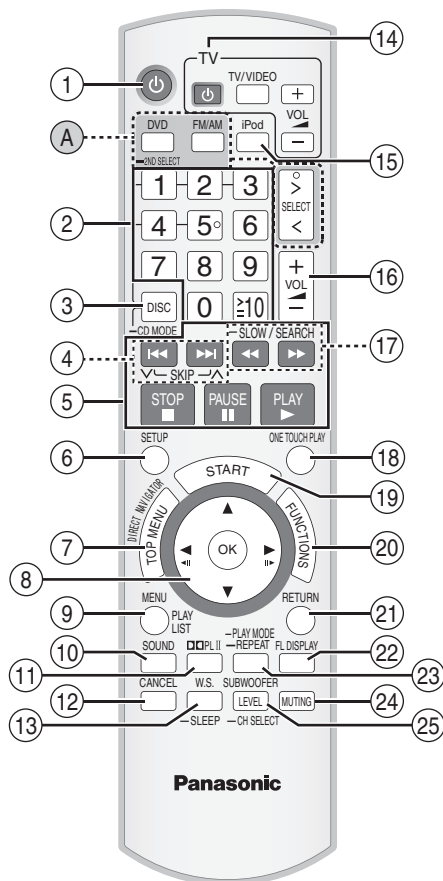 14
TV
1
TV/VIDEO
+
VOL
−
A
DVD
FM/AM
iPod
–2ND SELECT
15
1 2 3
>
SELECT
<
2
4 5 6
7 8 9
+
VOL
−
16
3
DISC
0
≧10
–CD MODE
–SLOW / SEARCH
17
4
SKIP
5
STOP
PAUSE
PLAY
SETUP
ONE TOUCH PLAY
6
18
START
19
DIRECT NAVIGATOR
TOP MENU
FUNCTIONS
7
20
OK
8
MENU
RETURN
9
PLAY
LIST
21
–PLAY MODE
10
SOUND
PL II
–REPEAT
FL DISPLAY
22
11
23
CANCEL
W.S.
SUBWOOFER
12
LEVEL
MUTING
24
13
–SLEEP
–CH SELECT
25
Panasonic